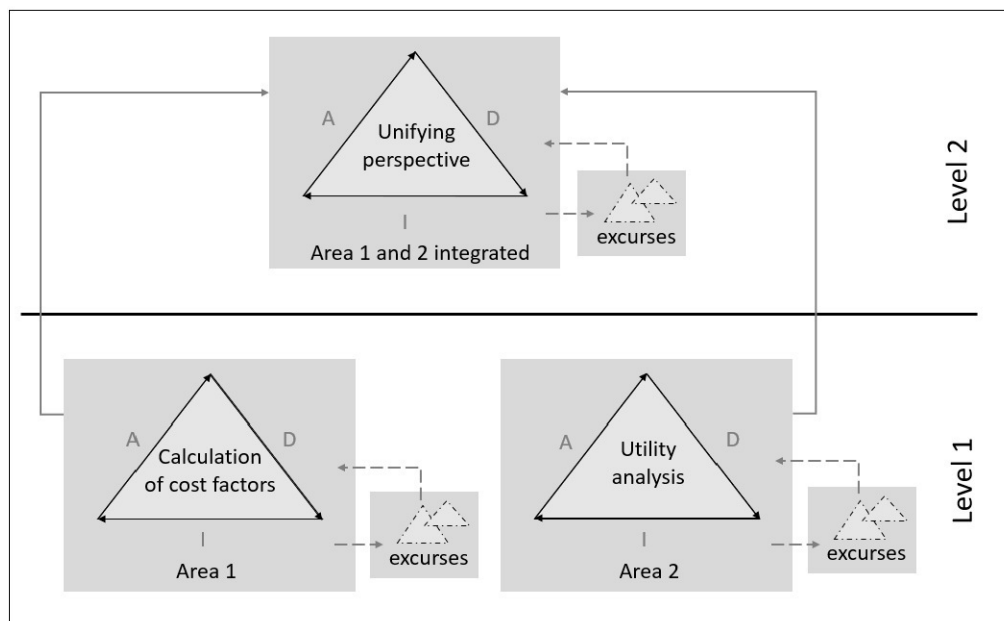 A
D
Unifying
perspective
I
excurses
Area 1 and 2 integrated
Level 2
A
D
Calculation
of cost factors
I
excurses
Area 1
A
D
Utility
analysis
I
excurses
Area 2
Level 1